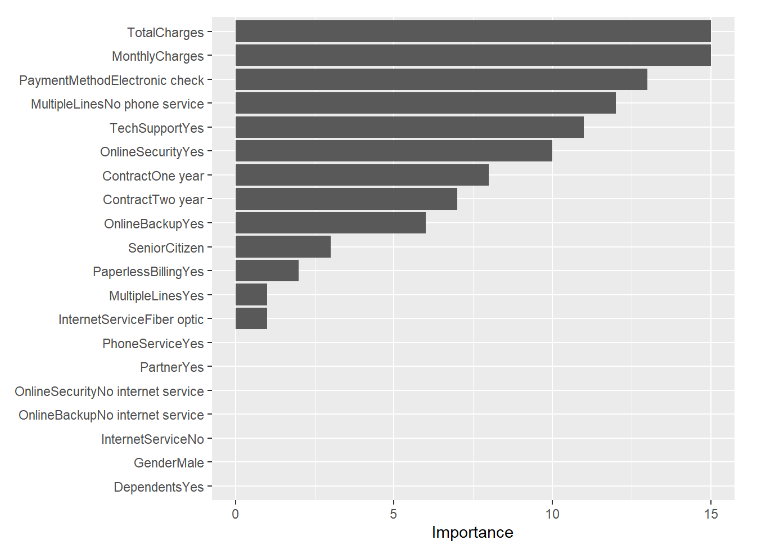 TotalCharges
MonthlyCharges
PaymentMethodElectronic check
MultipleLinesNo phone service
TechSupportYes
OnlineSecurityYes
ContractOne year
ContractTwo year
OnlineBackupYes
SeniorCitizen
PaperlessBillingYes
MultipleLinesYes
InternetServiceFiber optic
PhoneServiceYes
PartnerYes
OnlineSecurityNo internet service
OnlineBackupNo internet service
InternetServiceNo
GenderMale
DependentsYes
0 5 10 15
Importance